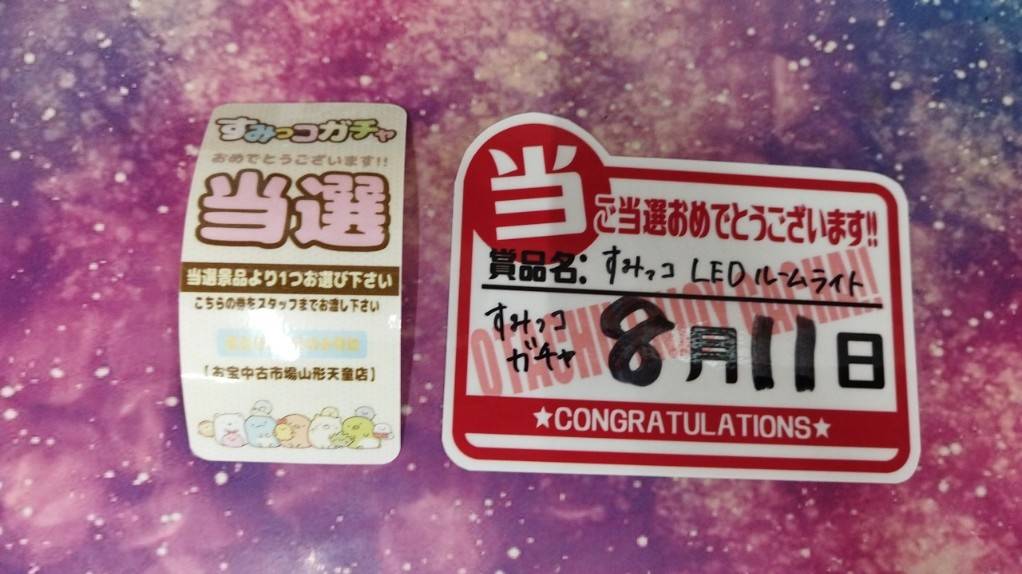 すみっコガチャ
おめでとうございます!!
当選
当選景品より1つお選び下さい
こちらの券をスタッフまでお渡し下さい
【お宝中古市場山形天童店】
当
ご当選おめでとうございます!!
賞品名: すみっコ LEDルームライト
すみっコ
ガチャ
8月11日
★CONGRATULATIONS★